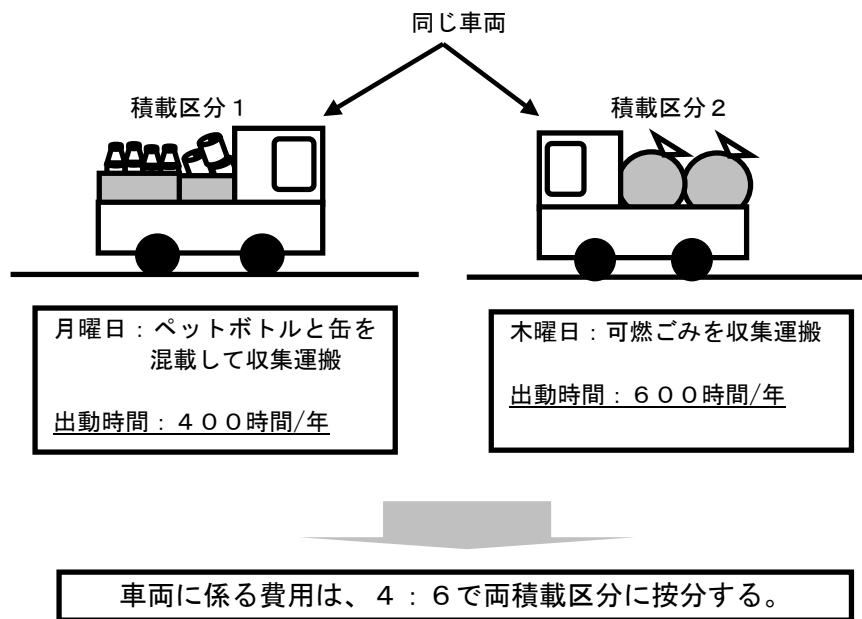 同じ車両
積載区分１
積載区分２
月曜日：ペットボトルと缶を
混載して収集運搬
出動時間：４００時間/年
木曜日：可燃ごみを収集運搬
出動時間：６００時間/年
車両に係る費用は、４：６で両積載区分に按分する。